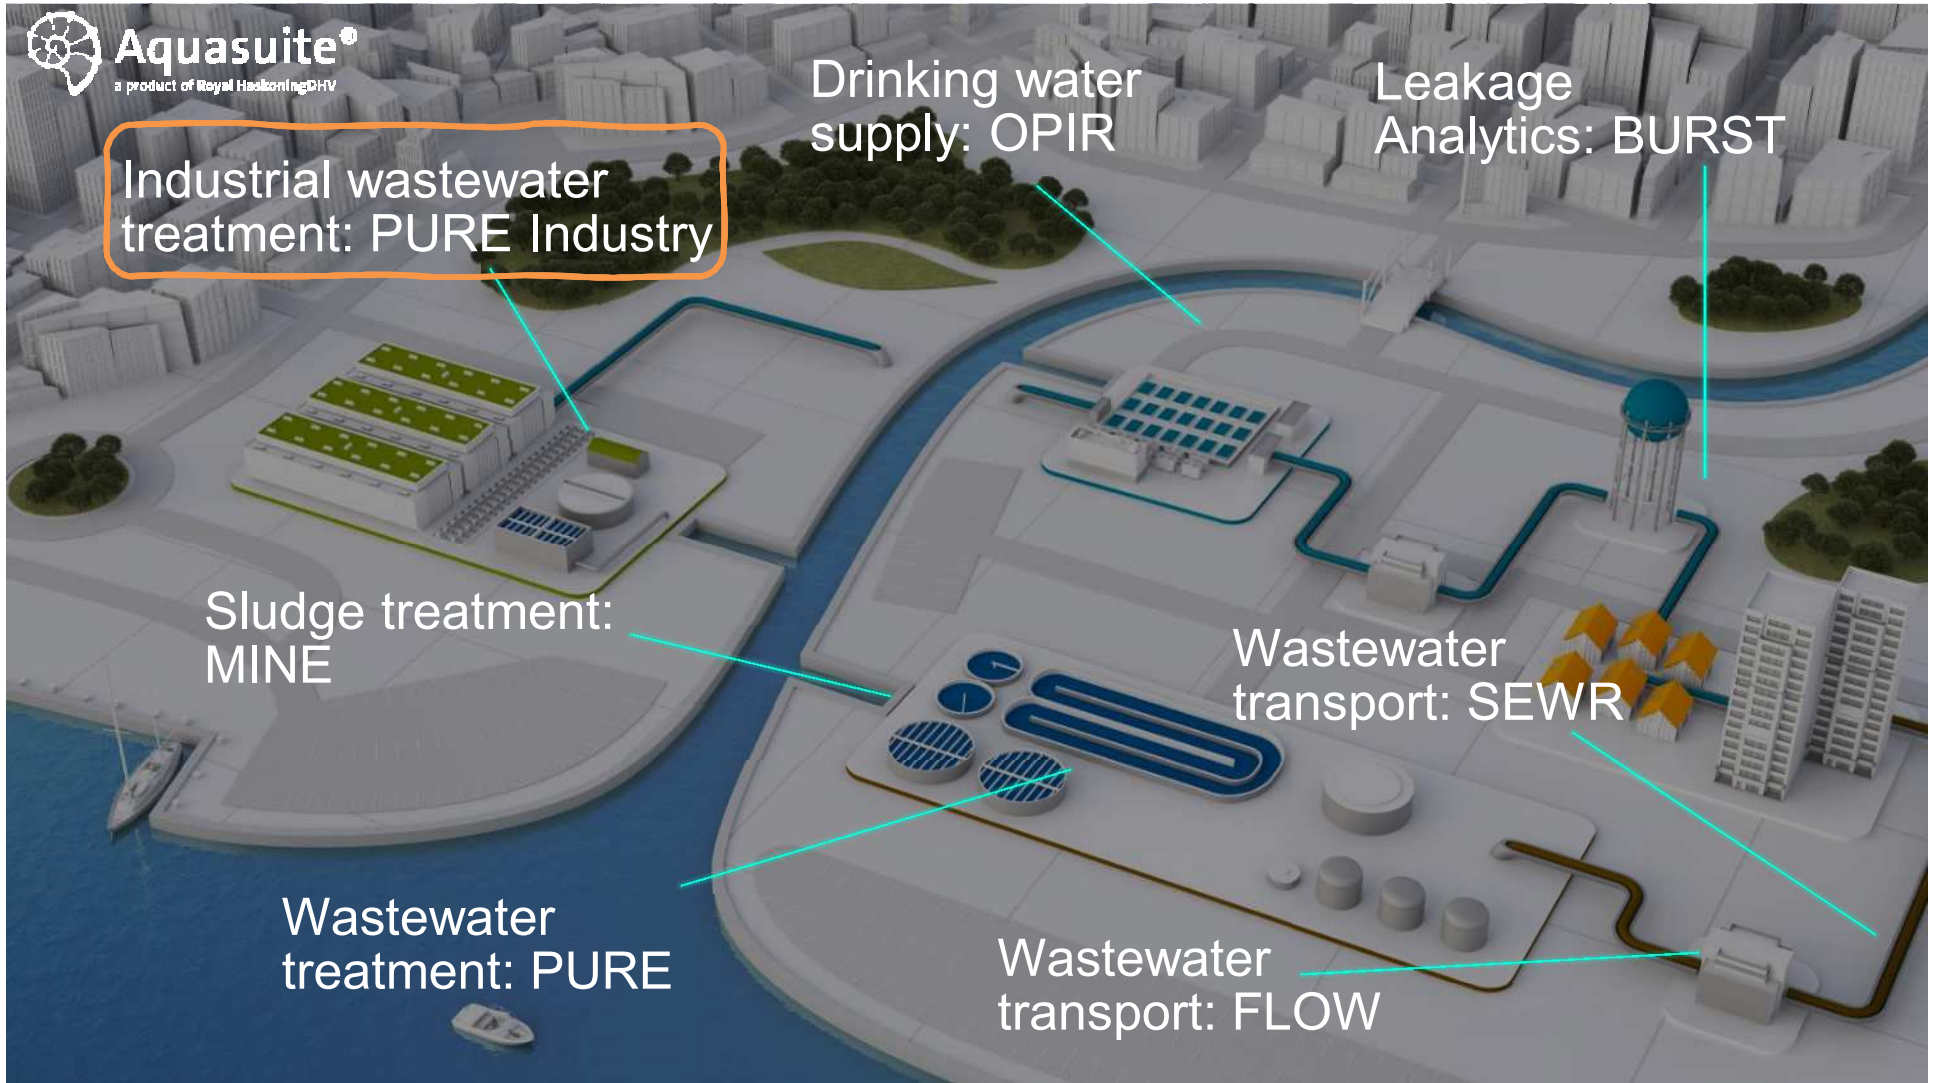 Aquasuite®
a product of Royal HaskoningDHV
Drinking water
supply: OPIR
Leakage
Analytics: BURST
Industrial wastewater
treatment: PURE Industry
Sludge treatment:
MINE
Wastewater
transport: SEWR
Wastewater
treatment: PURE
Wastewater
transport: FLOW